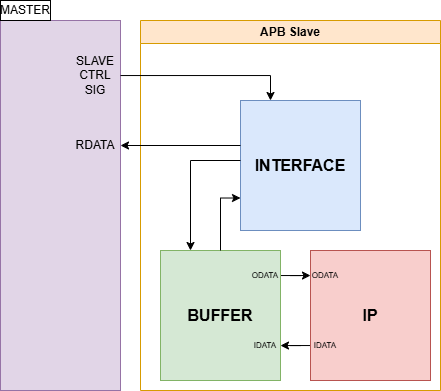 MASTER
APB Slave
SLAVE
CTRL
SIG
RDATA
INTERFACE
ODATA
ODATA
BUFFER
IP
IDATA
IDATA